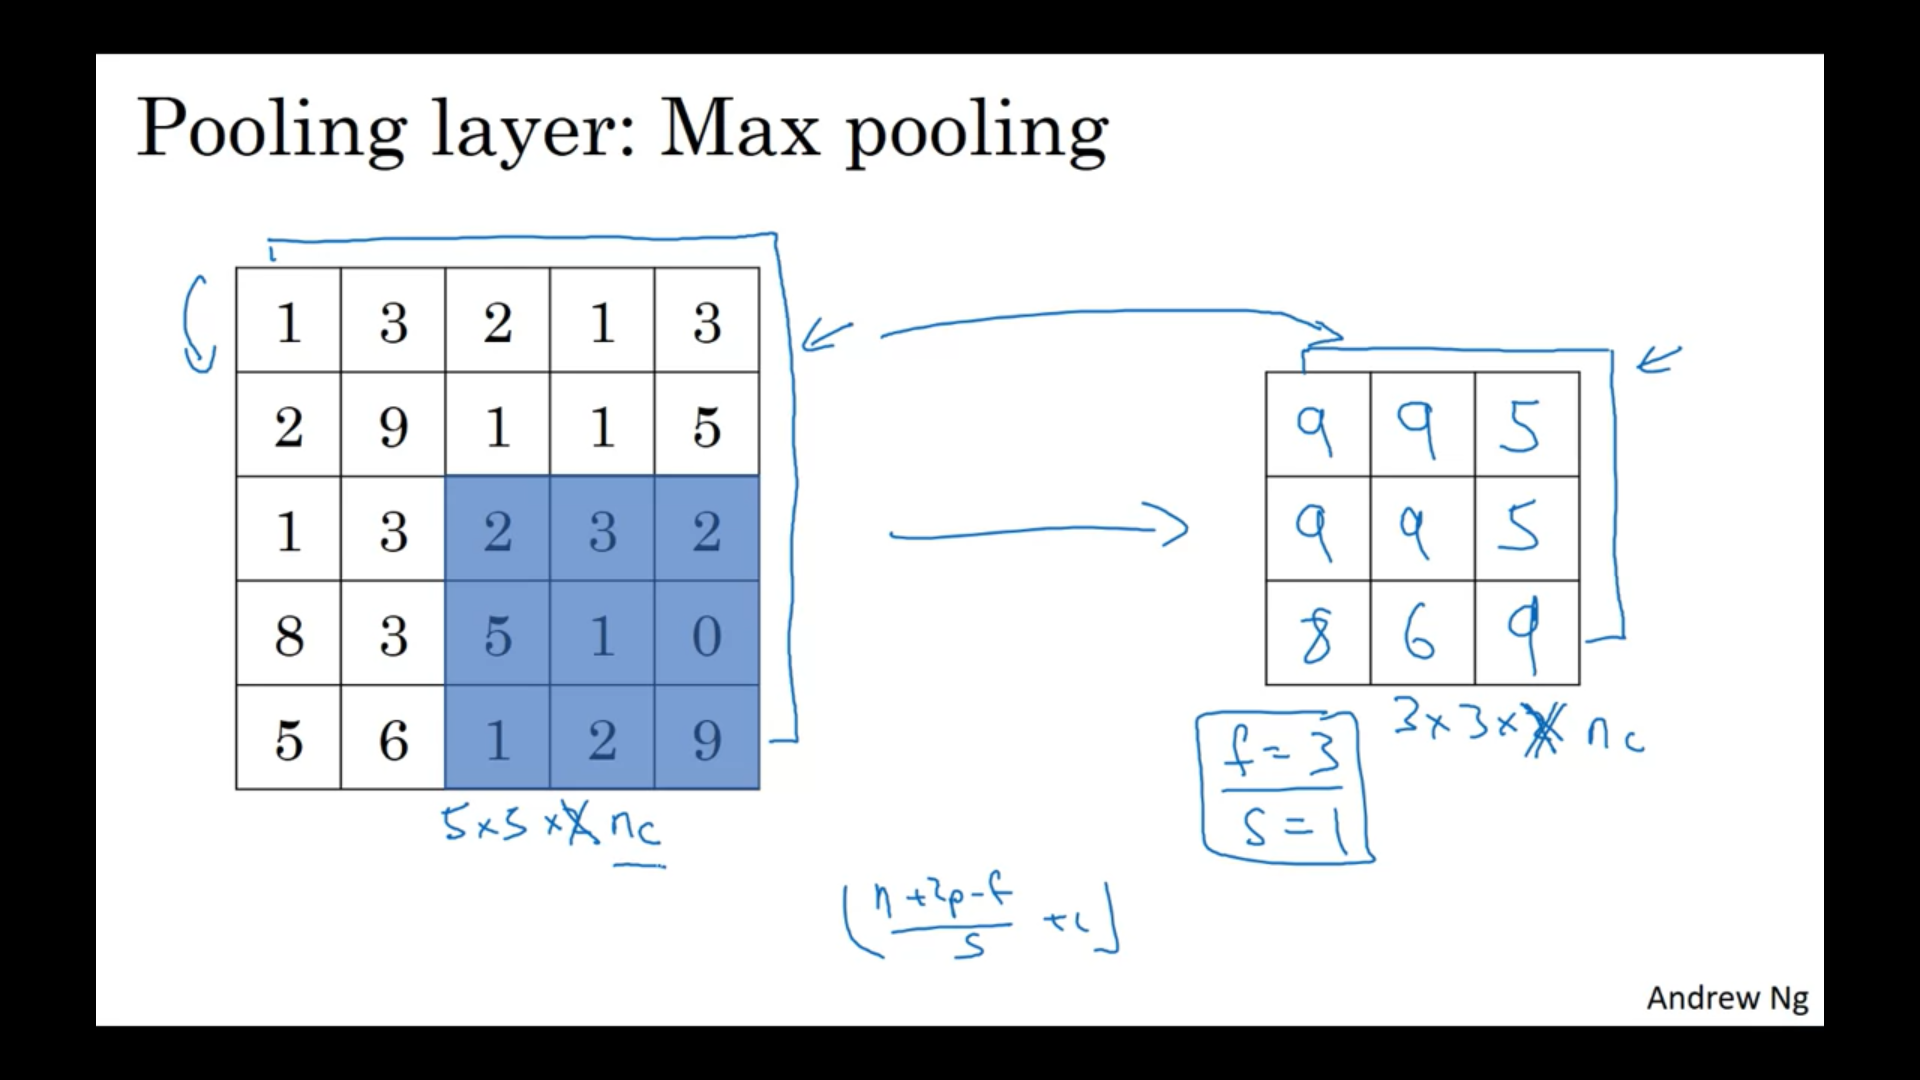 Pooling layer: Max pooling
1 3 2 1 3
2 9 1 1 5
1 3 2 3 2
8 3 5 1 0
5 6 1 2 9
5×5× nc
9 9 5
9 9 5
8 6 9
3×3× nc
f=3
s=1
⌊(n+2p-f)/s +1⌋
Andrew Ng